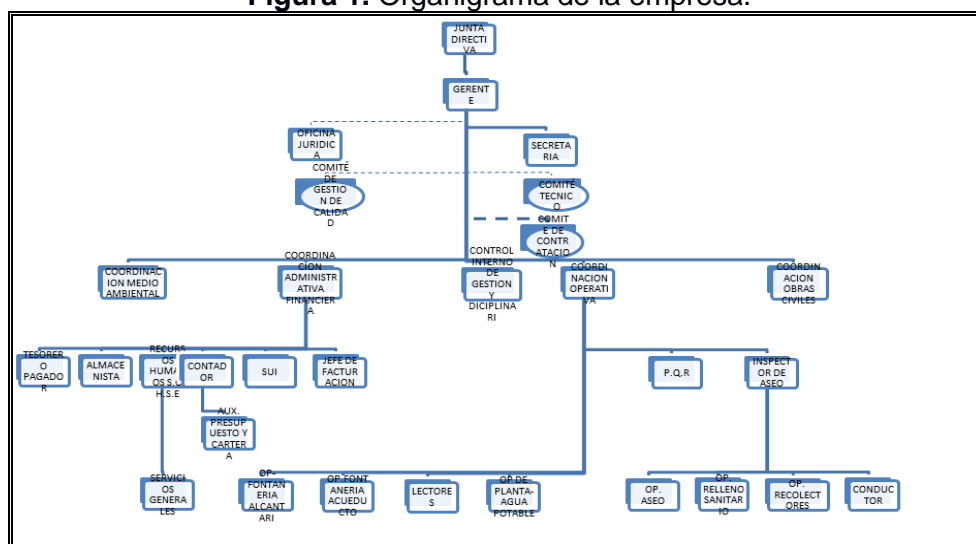 Figura 1. Organigrama de la empresa.
JUNTA
DIRECTI
VA
GERENT
E
OFICINA
JURIDIC
A
SECRETA
RIA
COMITÉ
DE
GESTIO
N DE
CALIDA
D
COMITÉ
TECNIC
O
COMIT
E DE
CONTR
ATACIO
N
COORDINAC
ION MEDIO
AMBIENTAL
COORDINA
CION
ADMINISTR
ATIVA
FINANCIER
A
CONTROL
INTERNO
DE
GESTION
Y
DICIPLINA
RI
COORDI
NACION
OPERATI
VA
COORDIN
ACION
OBRAS
CIVILES
TESORER
O
PAGADO
R
ALMACE
NISTA
RECURS
OS
HUMA
OS S.O
H.S.E
CONTAD
OR
SUI
JEFE DE
FACTUR
ACION
P.Q.R
INSPECT
OR DE
ASEO
AUX.
PRESUP
UESTO Y
CARTER
A
SERVICI
OS
GENERA
LES
OP.
FONTAÑ
ERIA
ALCANT
ARI
OP.FONT
ANERIA
ACUEDU
CTO
LECTORE
S
OP DE
PLANTA-
AGUA
POTABLE
OP.
ASEO
OP.
RELLENO
SANITAR
IO
OP.
RECOLECT
ORES
CONDUC
TOR